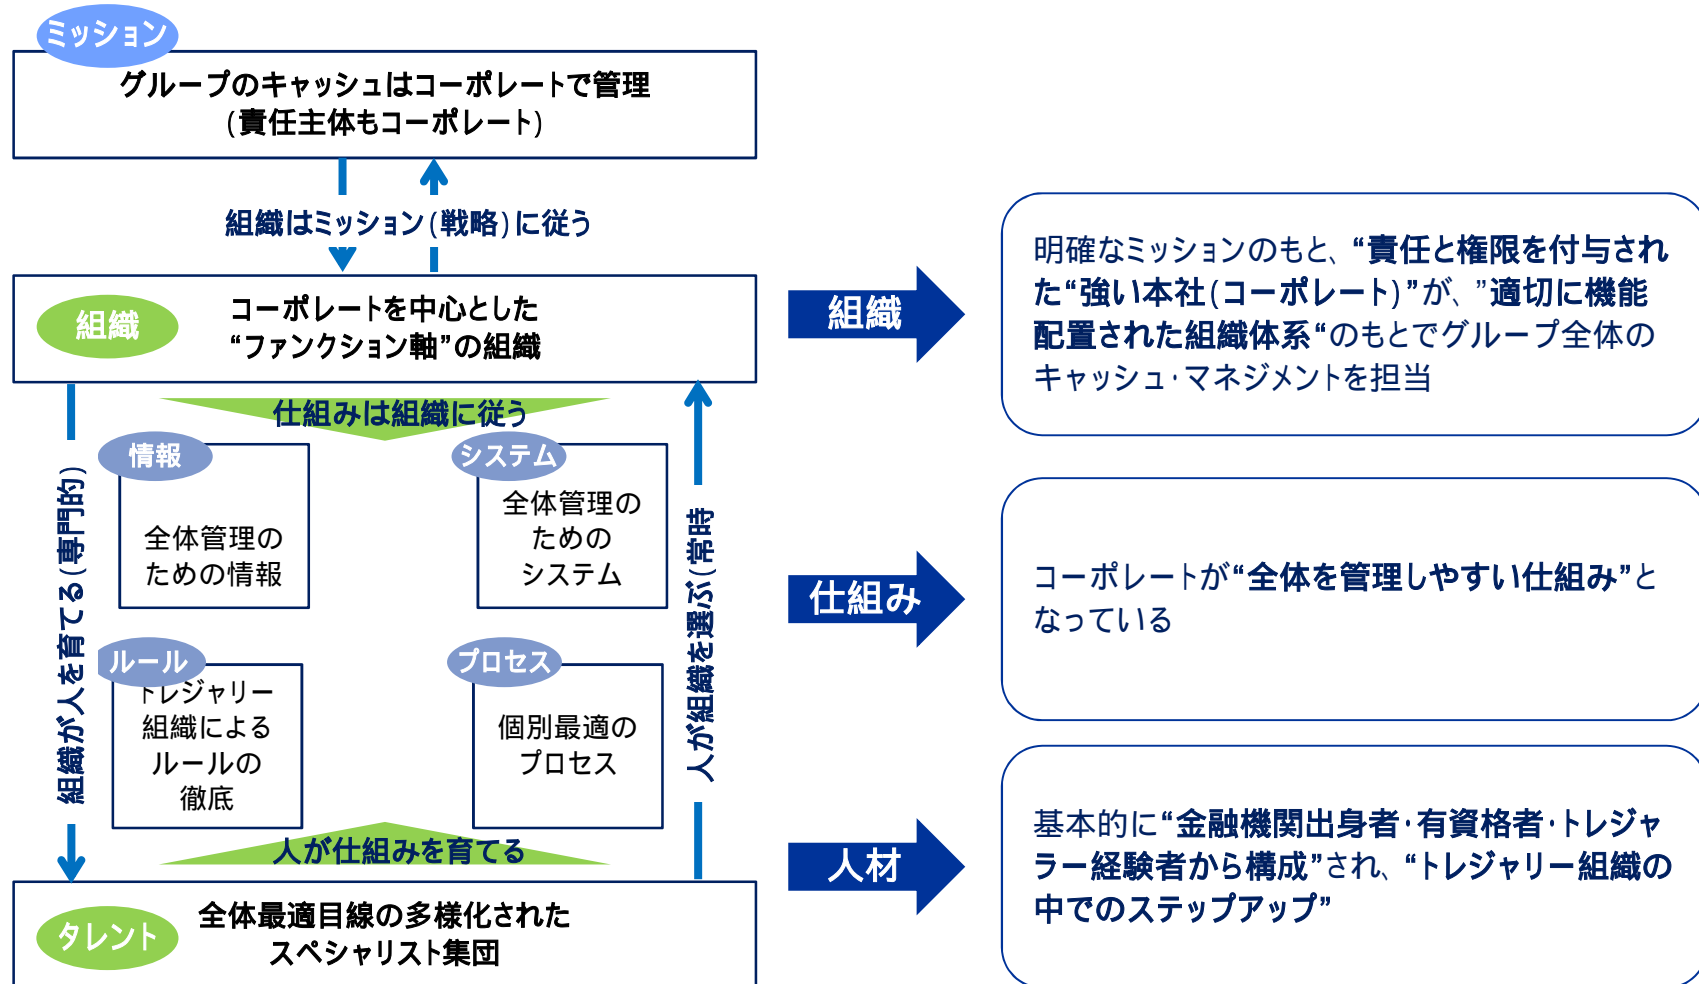 ミッション
グループのキャッシュはコーポレートで管理
(責任主体もコーポレート)
組織はミッション(戦略)に従う
組織
コーポレートを中心とした
“ファンクション軸”の組織
仕組みは組織に従う
組織が人を育てる(専門的)
情報
全体管理の
ための情報
システム
全体管理の
ための
システム
ルール
トレジャリー
組織による
ルールの
徹底
プロセス
個別最適の
プロセス
人が組織を選ぶ(常時
人が仕組みを育てる
タレント
全体最適目線の多様化された
スペシャリスト集団
組織
明確なミッションのもと、“責任と権限を付与され
た“強い本社(コーポレート)”が、”適切に機能
配置された組織体系“のもとでグループ全体の
キャッシュ・マネジメントを担当
仕組み
コーポレートが“全体を管理しやすい仕組み”と
なっている
人材
基本的に“金融機関出身者・有資格者・トレジャ
ラー経験者から構成”され、“トレジャリー組織の
中でのステップアップ”